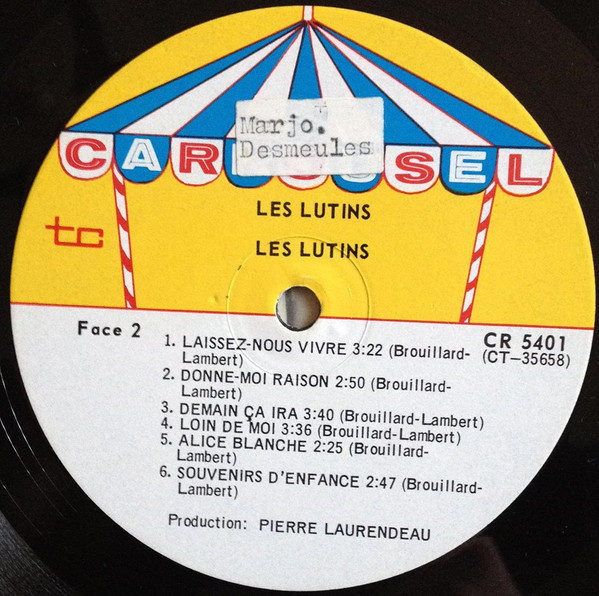 Marjo.
Desmeules
CAR SEL
LES LUTINS
tc
LES LUTINS
Face 2
CR 5401
(CT-35658)
1. LAISSEZ-NOUS VIVRE 3:22 (Brouillard-
Lambert)
2. DONNE-MOI RAISON 2:50 (Brouillard-
Lambert)
3. DEMAIN ÇA IRA 3:40 (Brouillard-Lambert)
4. LOIN DE MOI 3:36 (Brouillard-Lambert)
5. ALICE BLANCHE 2:25 (Brouillard-
Lambert)
6. SOUVENIRS D'ENFANCE 2:47 (Brouillard-
Lambert)
Production: PIERRE LAURENDEAU